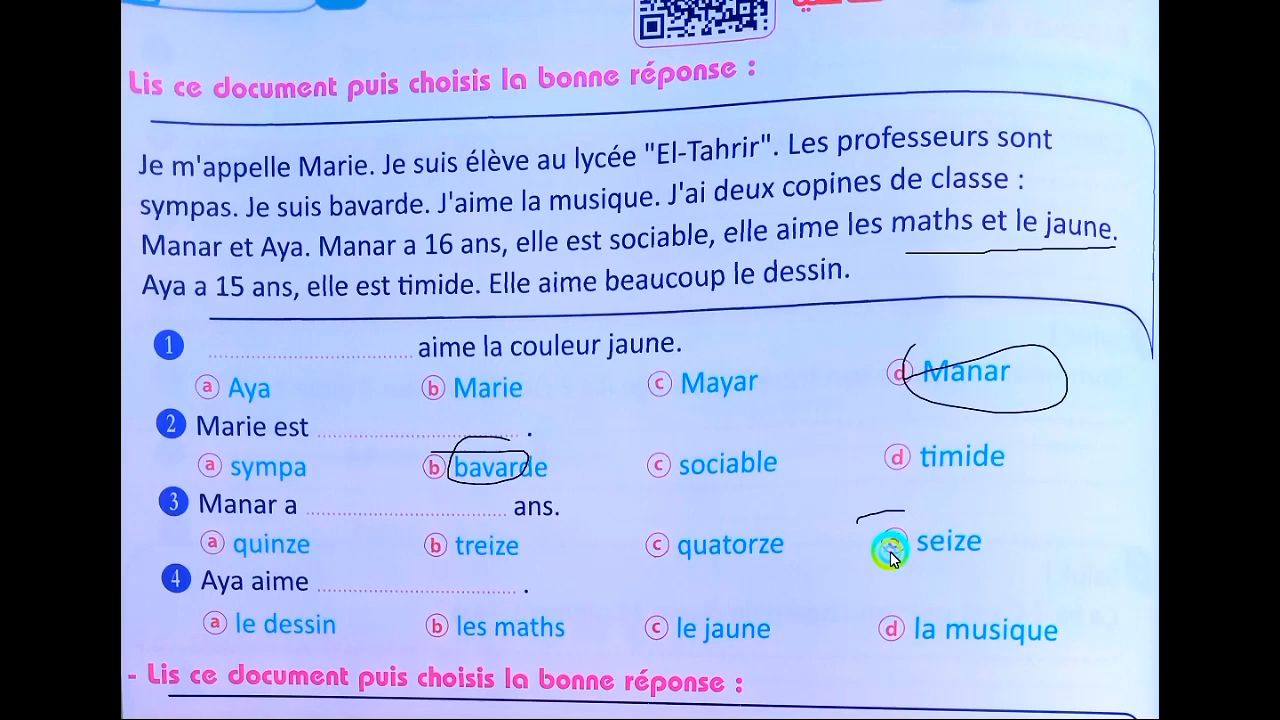 Lis ce document puis choisis la bonne réponse :
Je m'appelle Marie. Je suis élève au lycée "El-Tahrir". Les professeurs sont
sympas. Je suis bavarde. J'aime la musique. J'ai deux copines de classe :
Manar et Aya. Manar a 16 ans, elle est sociable, elle aime les maths et le jaune.
Aya a 15 ans, elle est timide. Elle aime beaucoup le dessin.
1 ........................ aime la couleur jaune.
a Aya b Marie c Mayar d Manar
2 Marie est ........................ .
a sympa b bavarde c sociable d timide
3 Manar a ........................ ans.
a quinze b treize c quatorze seize
4 Aya aime ........................ .
a le dessin b les maths c le jaune d la musique
- Lis ce document puis choisis la bonne réponse :